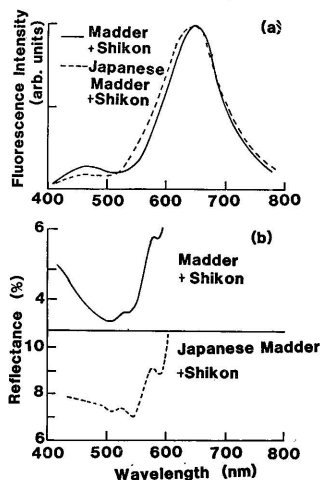 (a)
Madder
+Shikon
Japanese
Madder
+Shikon
Fluorescence Intensity
(arb. units)
400 500 600 700 800
(b)
6
4
Madder
+ Shikon
10
8
6
Japanese Madder
+Shikon
Reflectance (%)
400 500 600 700 800
Wavelength (nm)